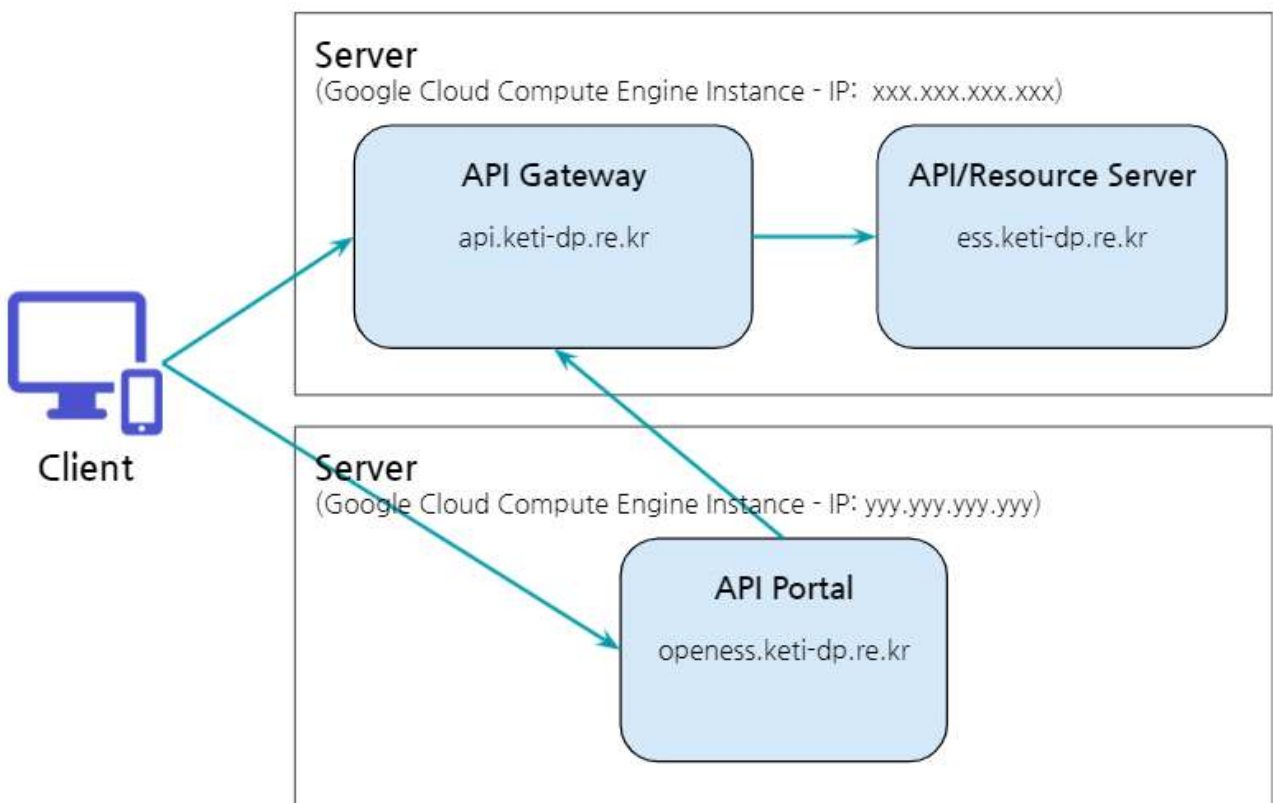 Server
(Google Cloud Compute Engine Instance - IP: xxx.xxx.xxx.xxx)
API Gateway
api.keti-dp.re.kr
API/Resource Server
ess.keti-dp.re.kr
Client
Server
(Google Cloud Compute Engine Instance - IP: yyy.yyy.yyy.yyy)
API Portal
openess.keti-dp.re.kr